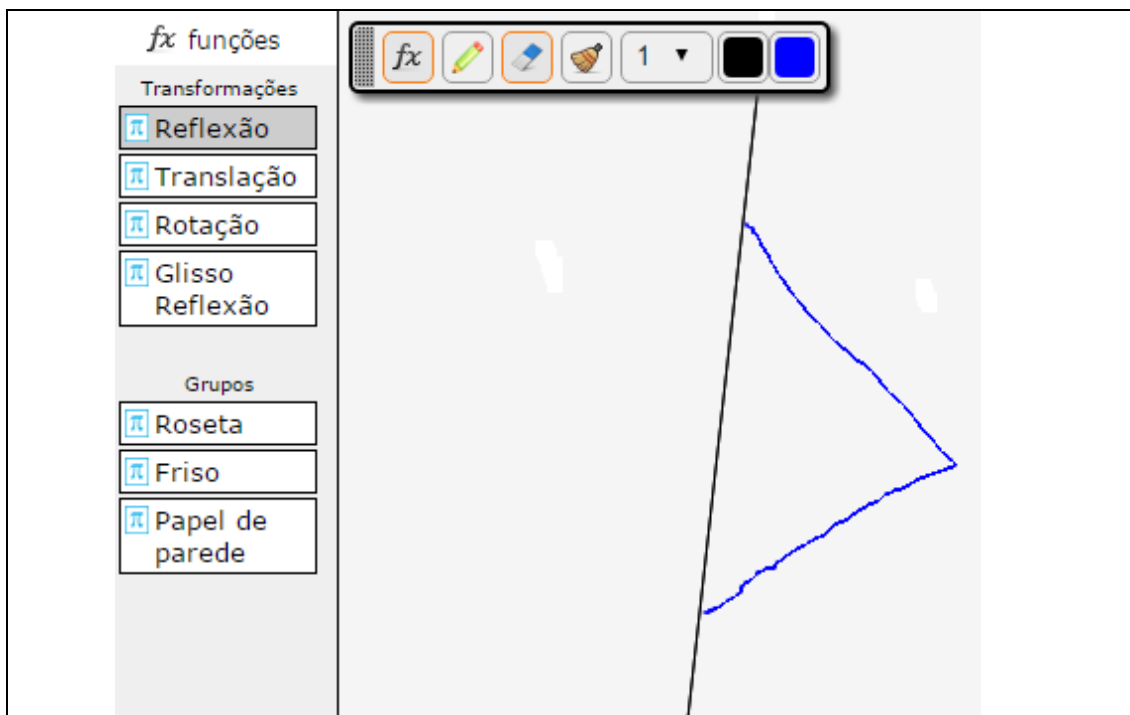 fx funções
Transformações
π Reflexão
π Translação
π Rotação
π Glisso
Reflexão
Grupos
π Roseta
π Friso
π Papel de
parede
fx
1 ▼